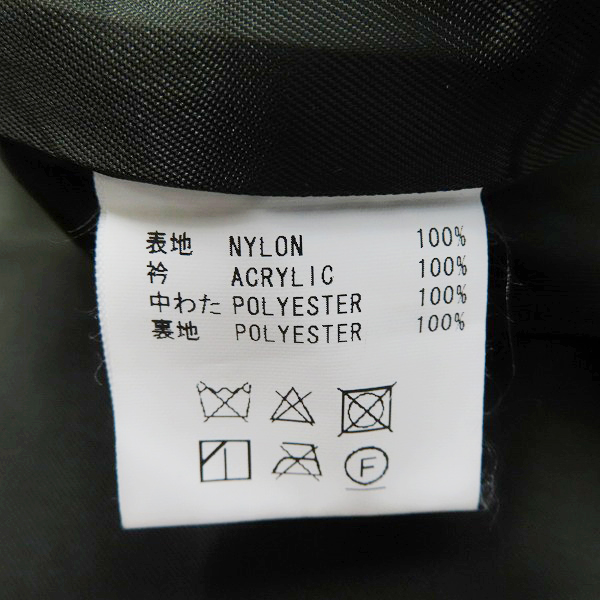 表地 NYLON 100%
衿 ACRYLIC 100%
中わた POLYESTER 100%
裏地 POLYESTER 100%
F